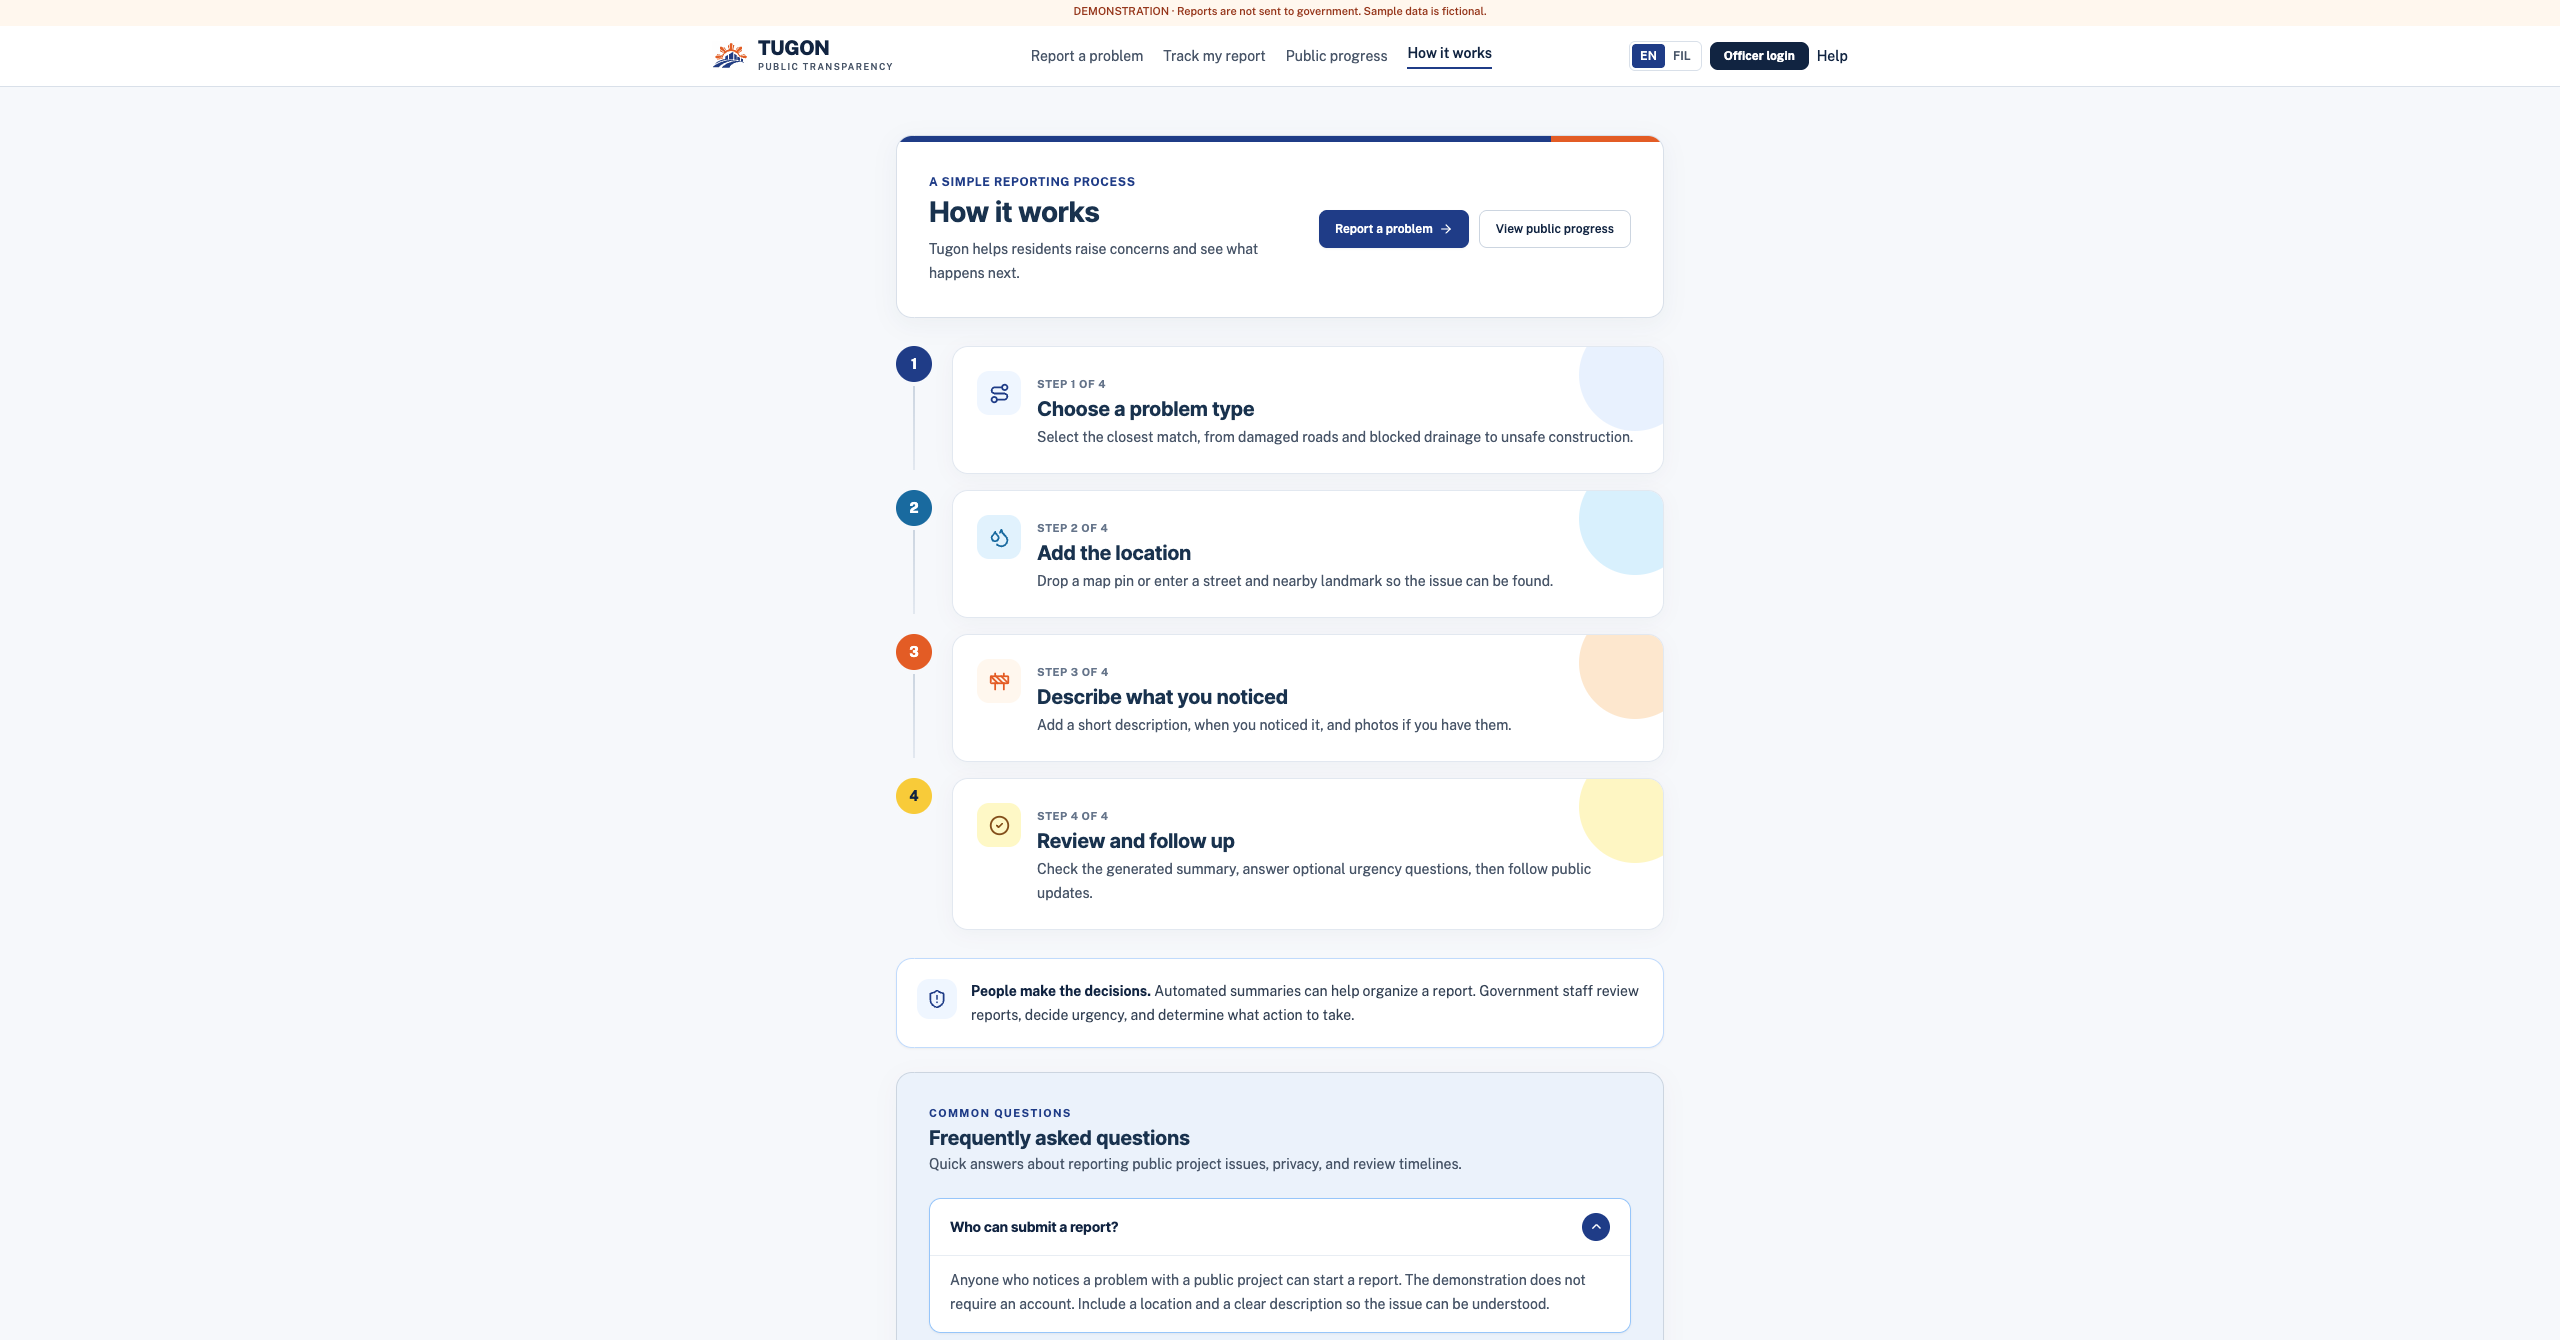 DEMONSTRATION · Reports are not sent to government. Sample data is fictional.
TUGON
PUBLIC TRANSPARENCY
Report a problem
Track my report
Public progress
How it works
EN
FIL
Officer login
Help
A SIMPLE REPORTING PROCESS
How it works
Tugon helps residents raise concerns and see what
happens next.
Report a problem
View public progress
1
STEP 1 OF 4
Choose a problem type
Select the closest match, from damaged roads and blocked drainage to unsafe construction.
2
STEP 2 OF 4
Add the location
Drop a map pin or enter a street and nearby landmark so the issue can be found.
3
STEP 3 OF 4
Describe what you noticed
Add a short description, when you noticed it, and photos if you have them.
4
STEP 4 OF 4
Review and follow up
Check the generated summary, answer optional urgency questions, then follow public
updates.
People make the decisions. Automated summaries can help organize a report. Government staff review
reports, decide urgency, and determine what action to take.
COMMON QUESTIONS
Frequently asked questions
Quick answers about reporting public project issues, privacy, and review timelines.
Who can submit a report?
Anyone who notices a problem with a public project can start a report. The demonstration does not
require an account. Include a location and a clear description so the issue can be understood.